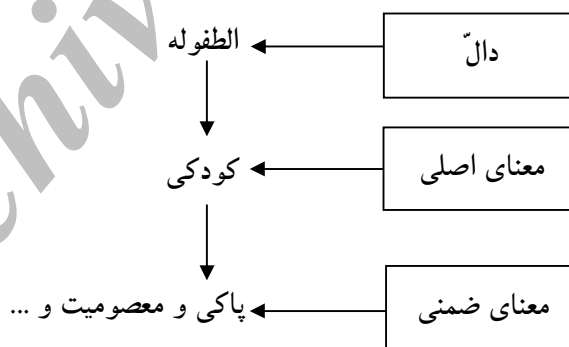 دالّ
الطفوله
معنای اصلی
کودکی
معنای ضمنی
پاکی و معصومیت و ...